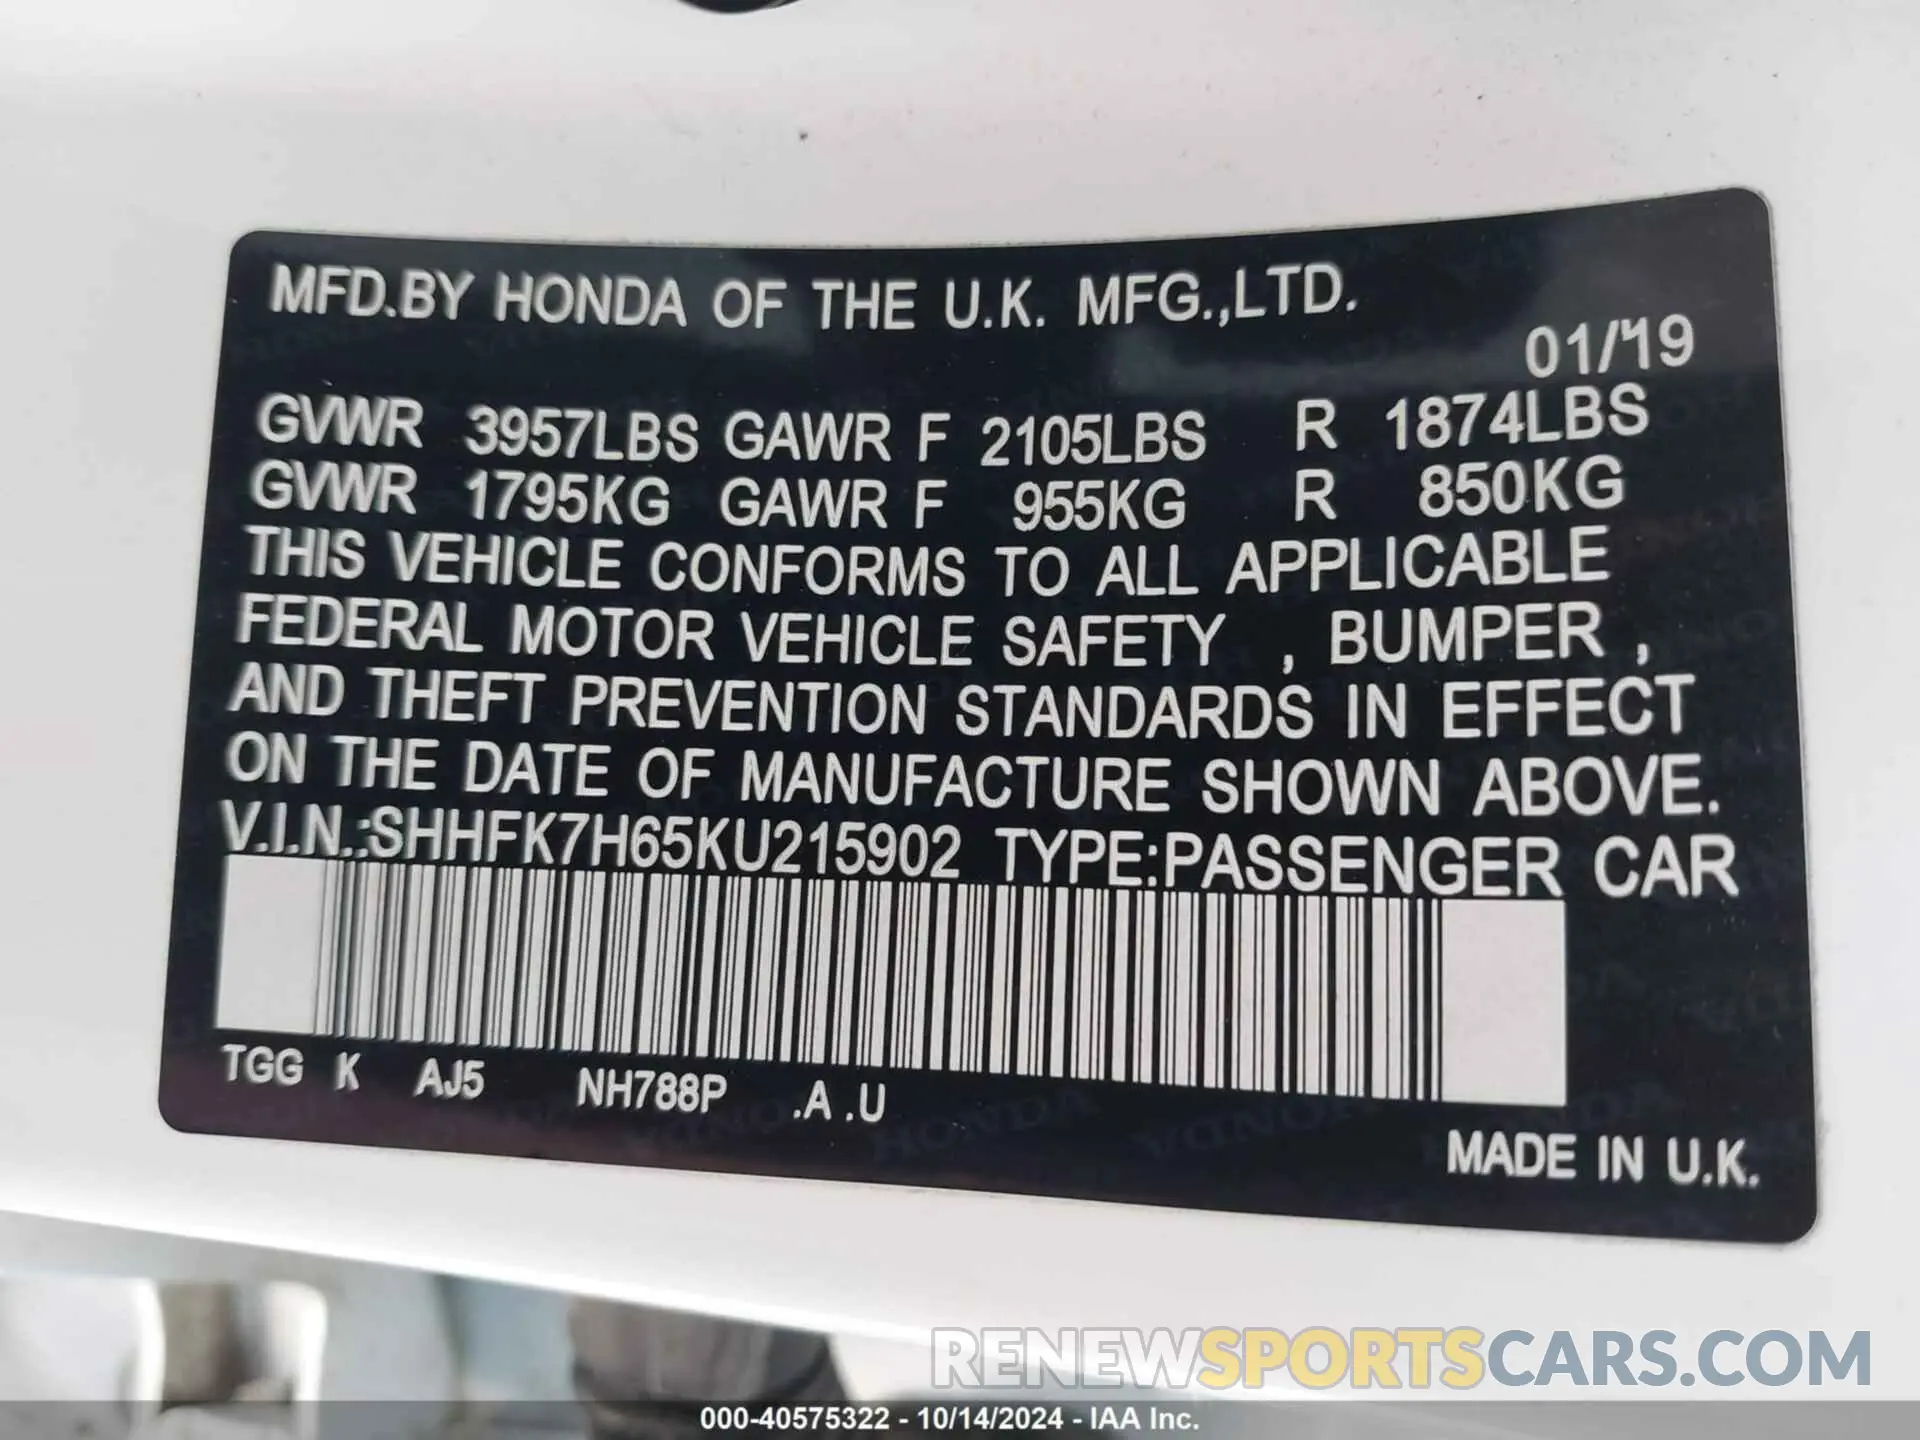 MFD.BY HONDA OF THE U.K. MFG.,LTD.
01/'19
GVWR 3957LBS GAWR F 2105LBS R 1874LBS
GVWR 1795KG GAWR F 955KG R 850KG
THIS VEHICLE CONFORMS TO ALL APPLICABLE
FEDERAL MOTOR VEHICLE SAFETY , BUMPER ,
AND THEFT PREVENTION STANDARDS IN EFFECT
ON THE DATE OF MANUFACTURE SHOWN ABOVE.
V.I.N.:SHHFK7H65KU215902 TYPE:PASSENGER CAR
TGG K AJ5 NH788P .A .U
MADE IN U.K.
RENEWSPORTSCARS.COM
000-40575322 - 10/14/2024 - IAA Inc.